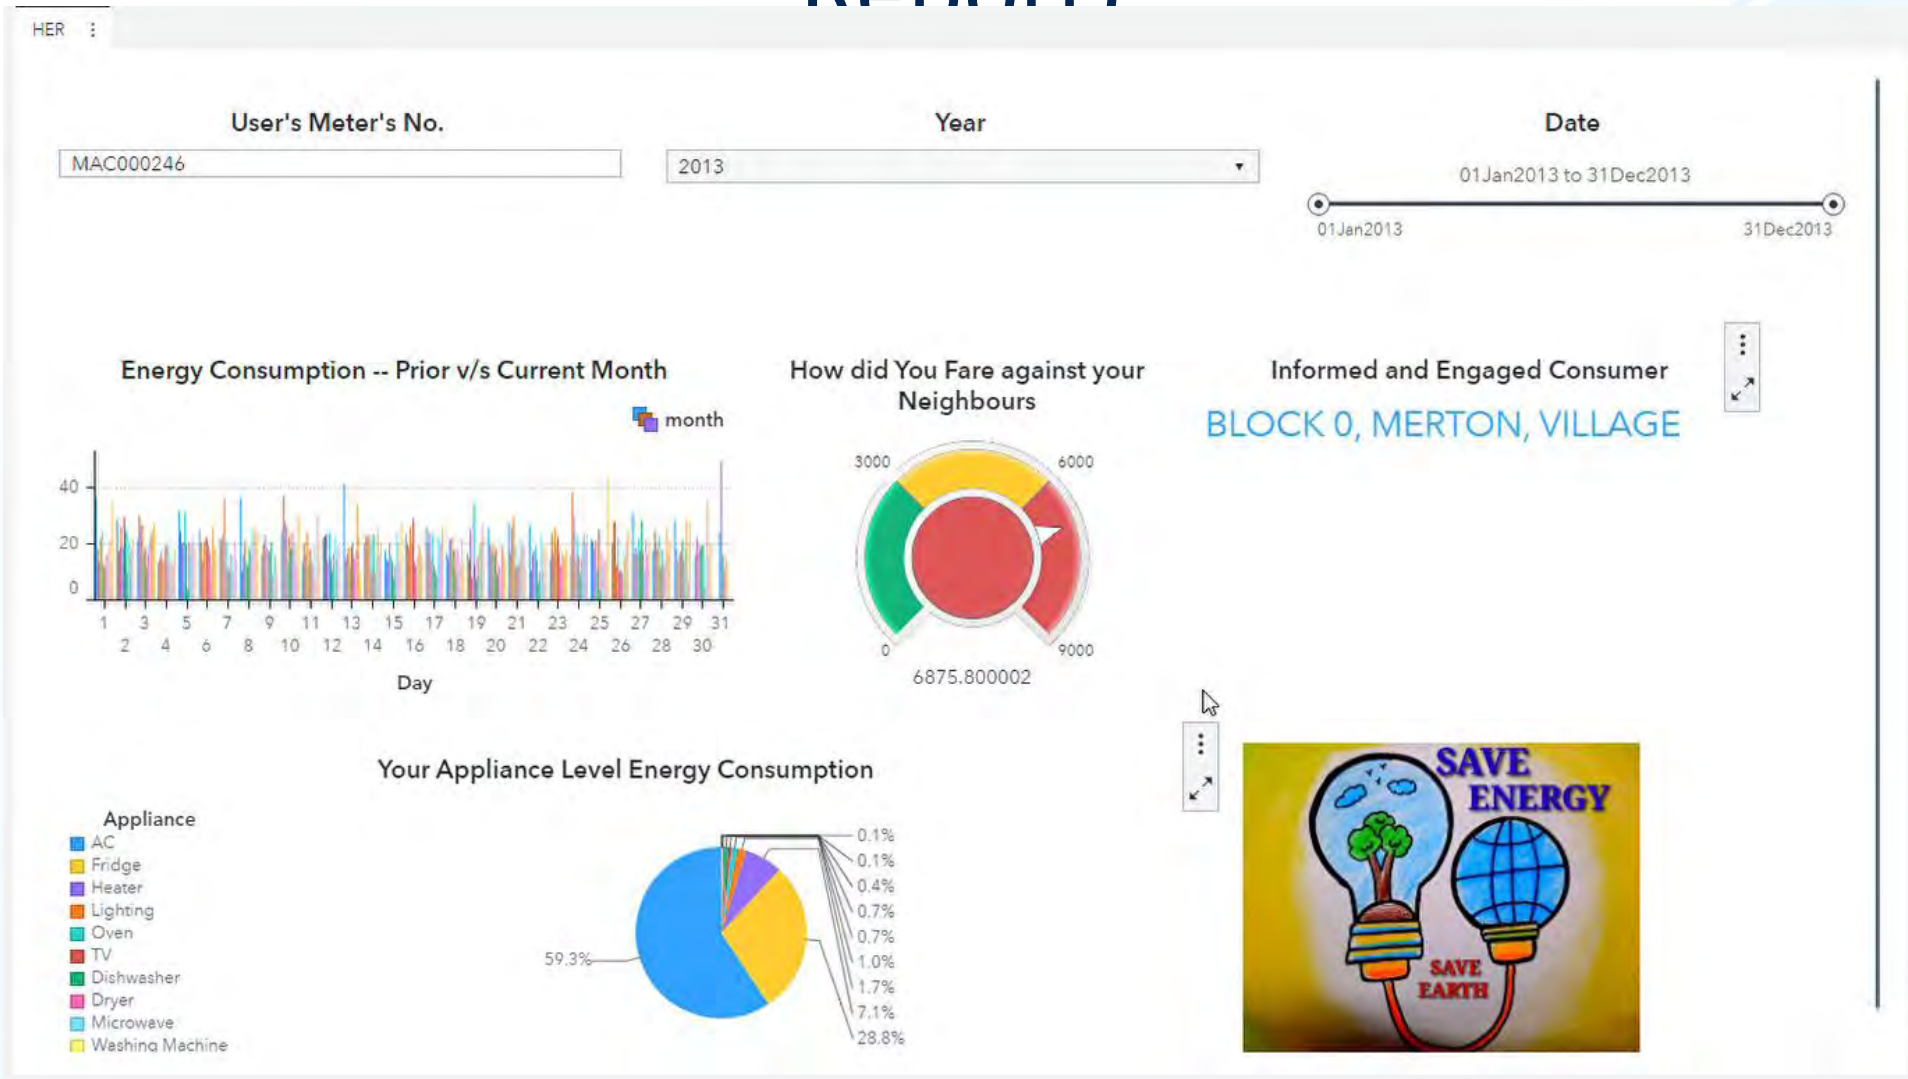 HER
User's Meter's No.
MAC000246
Year
2013
Date
01Jan2013 to 31Dec2013
01Jan2013
31Dec2013
Energy Consumption -- Prior v/s Current Month
month
40
20
0
1 3 5 7 9 11 13 15 17 19 21 23 25 27 29 31
2 4 6 8 10 12 14 16 18 20 22 24 26 28 30
Day
How did You Fare against your
Neighbours
3000
6000
0
9000
6875.800002
Informed and Engaged Consumer
BLOCK 0, MERTON, VILLAGE
Your Appliance Level Energy Consumption
Appliance
AC
Fridge
Heater
Lighting
Oven
TV
Dishwasher
Dryer
Microwave
Washing Machine
59.3%
0.1%
0.1%
0.4%
0.7%
0.7%
1.0%
1.7%
7.1%
28.8%
SAVE
ENERGY
SAVE
EARTH